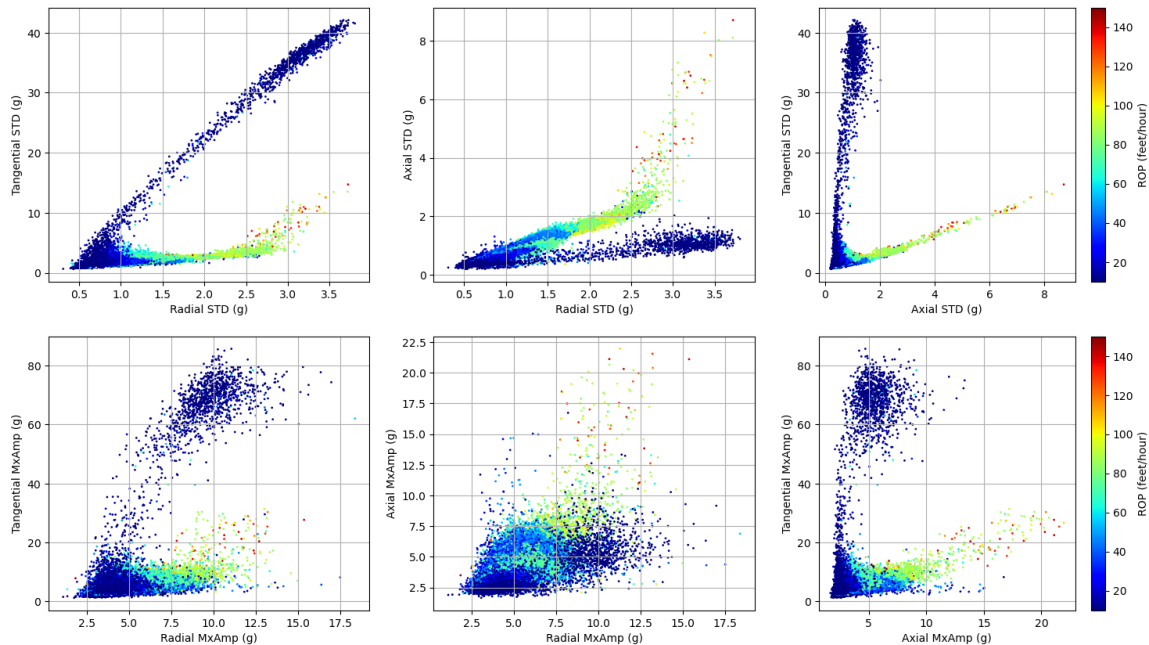 40
30
20
10
0
Tangential STD (g)
0.5 1.0 1.5 2.0 2.5 3.0 3.5
Radial STD (g)
8
6
4
2
0
Axial STD (g)
0.5 1.0 1.5 2.0 2.5 3.0 3.5
Radial STD (g)
40
30
20
10
0
Tangential STD (g)
0 2 4 6 8
Axial STD (g)
140
120
100
80
60
40
20
ROP (feet/hour)
80
60
40
20
0
Tangential MxAmp (g)
2.5 5.0 7.5 10.0 12.5 15.0 17.5
Radial MxAmp (g)
22.5
20.0
17.5
15.0
12.5
10.0
7.5
5.0
2.5
Axial MxAmp (g)
2.5 5.0 7.5 10.0 12.5 15.0 17.5
Radial MxAmp (g)
80
60
40
20
0
Tangential MxAmp (g)
5 10 15 20
Axial MxAmp (g)
140
120
100
80
60
40
20
ROP (feet/hour)